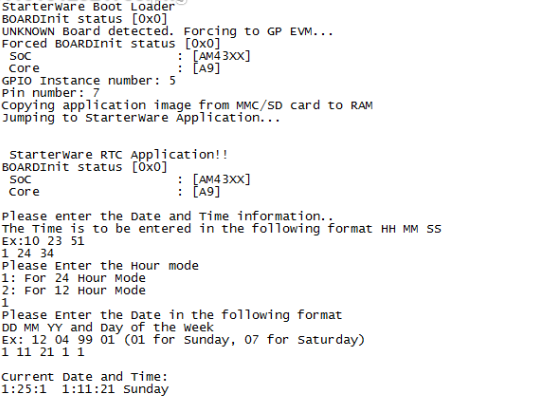 StarterWare Boot Loader
BOARDInit status [0x0]
UNKNOWN Board detected. Forcing to GP EVM...
Forced BOARDInit status [0x0]
SoC : [AM43XX]
Core : [A9]
GPIO Instance number: 5
Pin number: 7
Copying application image from MMC/SD card to RAM
Jumping to StarterWare Application...
StarterWare RTC Application!!
BOARDInit status [0x0]
SoC : [AM43XX]
Core : [A9]
Please enter the Date and Time information..
The Time is to be entered in the following format HH MM SS
Ex:10 23 51
1 24 34
Please Enter the Hour mode
1: For 24 Hour Mode
2: For 12 Hour Mode
1
Please Enter the Date in the following format
DD MM YY and Day of the Week
Ex: 12 04 99 01 (01 for Sunday, 07 for Saturday)
1 11 21 1 1
Current Date and Time:
1:25:1 1:11:21 Sunday